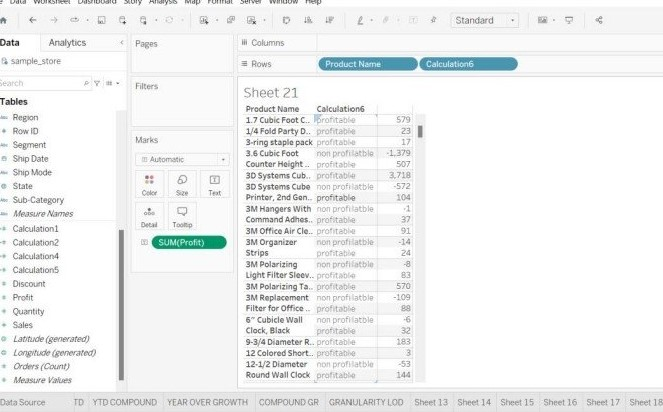 Data Worksheet Dashboard Story Analysis Map Format Server Window Help
Standard
Data Analytics
sample_store
Search
Tables
Region
Row ID
Segment
Ship Date
Ship Mode
State
Sub-Category
Measure Names
Calculation1
Calculation2
Calculation4
Calculation5
Discount
Profit
Quantity
Sales
Latitude (generated)
Longitude (generated)
Orders (Count)
Measure Values
Pages
Filters
Marks
Automatic
Color Size Text
Detail Tooltip
SUM(Profit)
Columns
Rows Product Name Calculation6
Sheet 21
Product Name Calculation6
1.7 Cubic Foot C.. profitable 579
1/4 Fold Party D.. profitable 23
3-ring staple pack profitable 17
3.6 Cubic Foot non profilatble -1,379
Counter Height .. profitable 507
3D Systems Cub.. profitable 3,718
3D Systems Cube non profilatble -572
Printer, 2nd Gen.. profitable 104
3M Hangers With non profilatble -1
Command Adhes.. profitable 37
3M Office Air Cle.. profitable 91
3M Organizer non profilatble -14
Strips profitable 24
3M Polarizing non profilatble -8
Light Filter Sleev.. profitable 83
3M Polarizing Ta.. profitable 570
3M Replacement non profilatble -109
Filter for Office .. profitable 88
6" Cubicle Wall non profilatble -6
Clock, Black profitable 32
9-3/4 Diameter R.. profitable 183
12 Colored Short.. profitable 3
12-1/2 Diameter non profilatble -53
Round Wall Clock profitable 144
Data Source TD YTD COMPOUND YEAR OVER GROWTH COMPOUND GR GRANULARITY LOD Sheet 13 Sheet 14 Sheet 15 Sheet 16 Sheet 17 Sheet 18